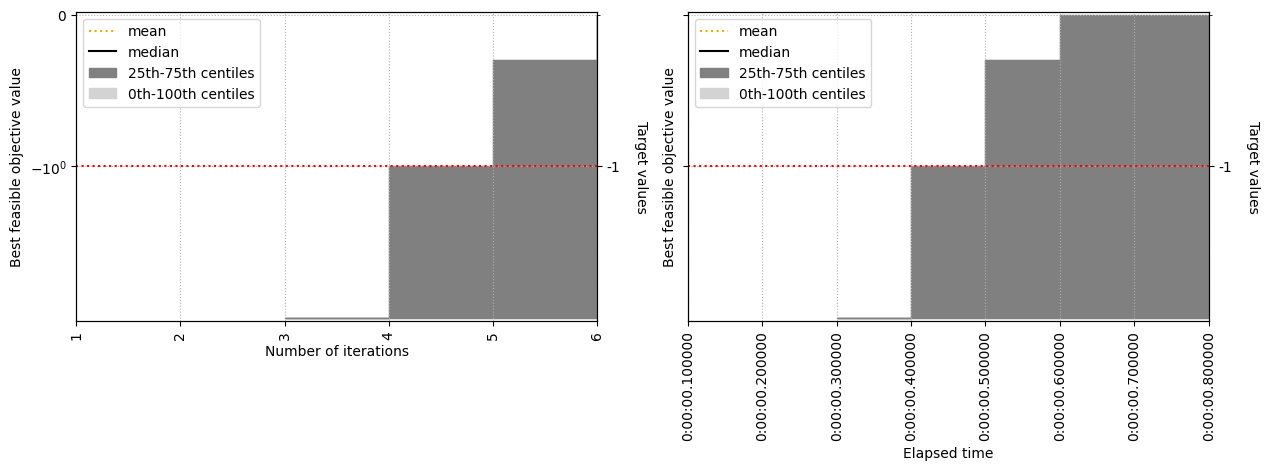 mean
median
25th-75th centiles
0th-100th centiles
0
−10⁰
Best feasible objective value
1
2
3
4
5
6
Number of iterations
-1
Target values
mean
median
25th-75th centiles
0th-100th centiles
Best feasible objective value
0:00:00.100000
0:00:00.200000
0:00:00.300000
0:00:00.400000
0:00:00.500000
0:00:00.600000
0:00:00.700000
0:00:00.800000
Elapsed time
-1
Target values